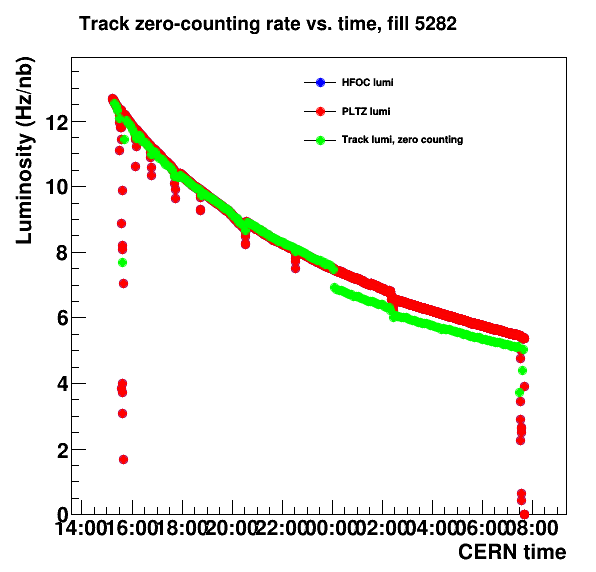 Track zero-counting rate vs. time, fill 5282
Luminosity (Hz/nb)
HFOC lumi
PLTZ lumi
Track lumi, zero counting
12
10
8
6
4
2
0
14:00 16:00 18:00 20:00 22:00 00:00 02:00 04:00 06:00 08:00
CERN time